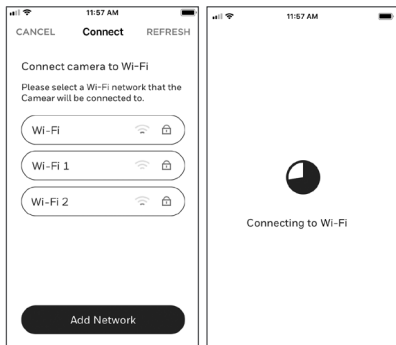 11:57 AM
CANCEL Connect REFRESH
Connect camera to Wi-Fi
Please select a Wi-Fi network that the
Camear will be connected to.
Wi-Fi
Wi-Fi 1
Wi-Fi 2
Add Network
11:57 AM
Connecting to Wi-Fi